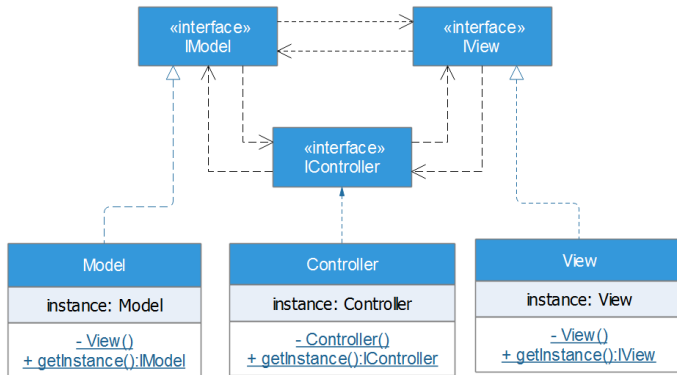 «interface»
IModel
«interface»
IView
«interface»
IController
Model
instance: Model
- View()
+ getInstance():IModel
Controller
instance: Controller
- Controller()
+ getInstance():IController
View
instance: View
- View()
+ getInstance():IView